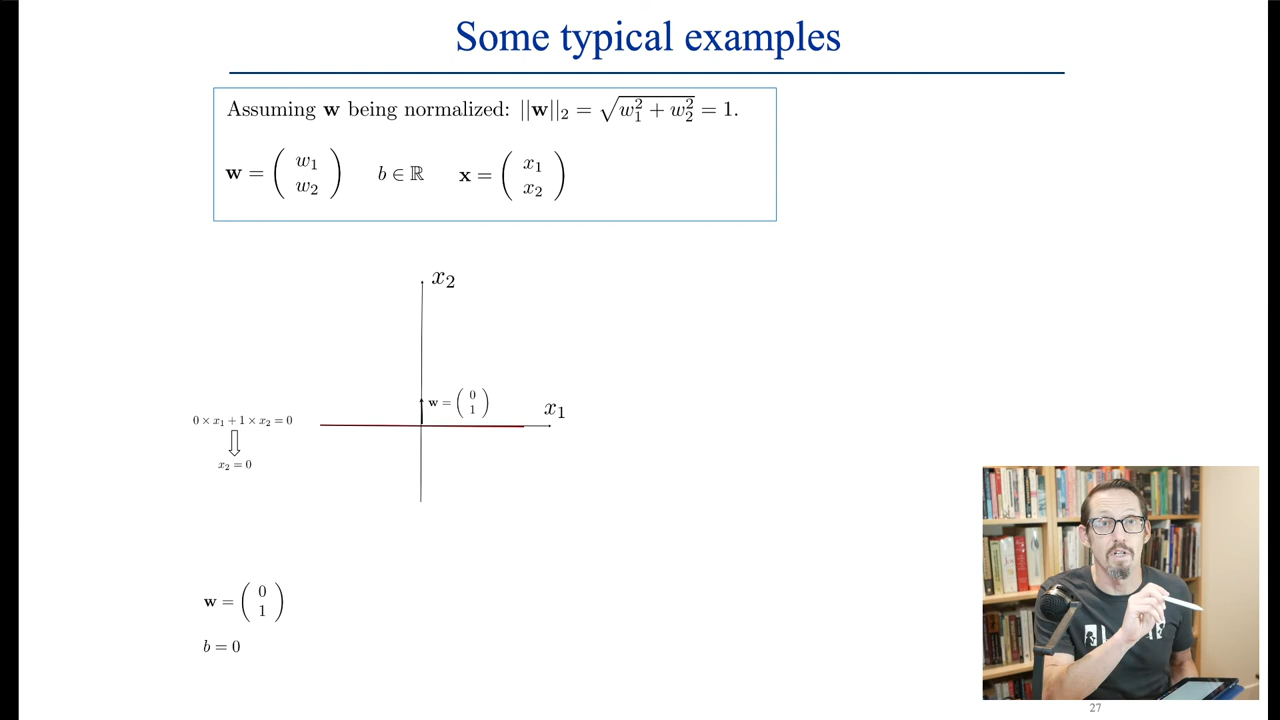 Some typical examples
Assuming w being normalized: ||w||₂ = √(w₁² + w₂²) = 1.
w = ( w₁ w₂ ) b ∈ ℝ x = ( x₁ x₂ )
x₂
w = ( 0 1 )
x₁
0 × x₁ + 1 × x₂ = 0
x₂ = 0
w = ( 0 1 )
b = 0
27